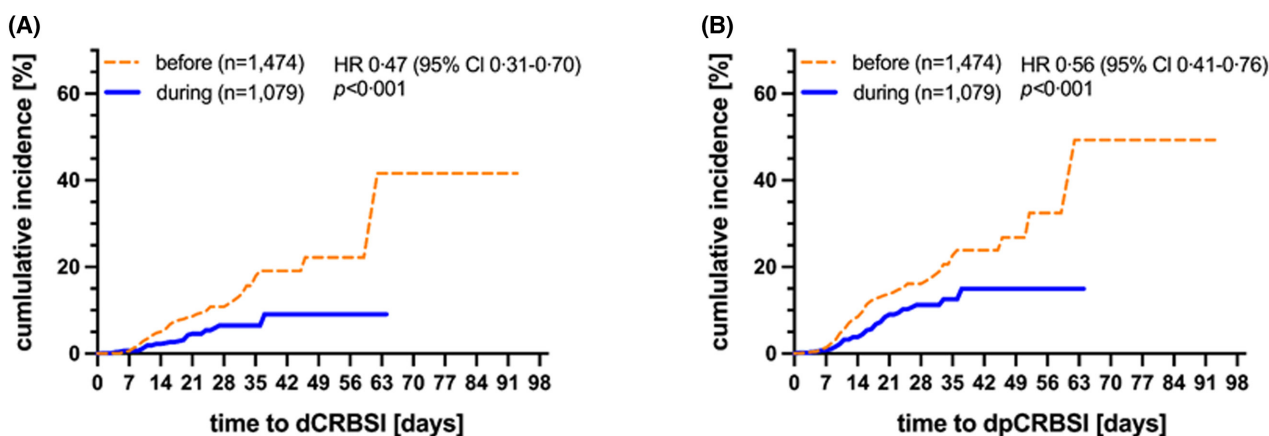 (A)
cumlulative incidence [%]
before (n=1,474)
during (n=1,079)
HR 0·47 (95% CI 0·31-0·70)
p<0·001
60
40
20
0
0 7 14 21 28 35 42 49 56 63 70 77 84 91 98
time to dCRBSI [days]
(B)
cumlulative incidence [%]
before (n=1,474)
during (n=1,079)
HR 0·56 (95% CI 0·41-0·76)
p<0·001
60
40
20
0
0 7 14 21 28 35 42 49 56 63 70 77 84 91 98
time to dpCRBSI [days]